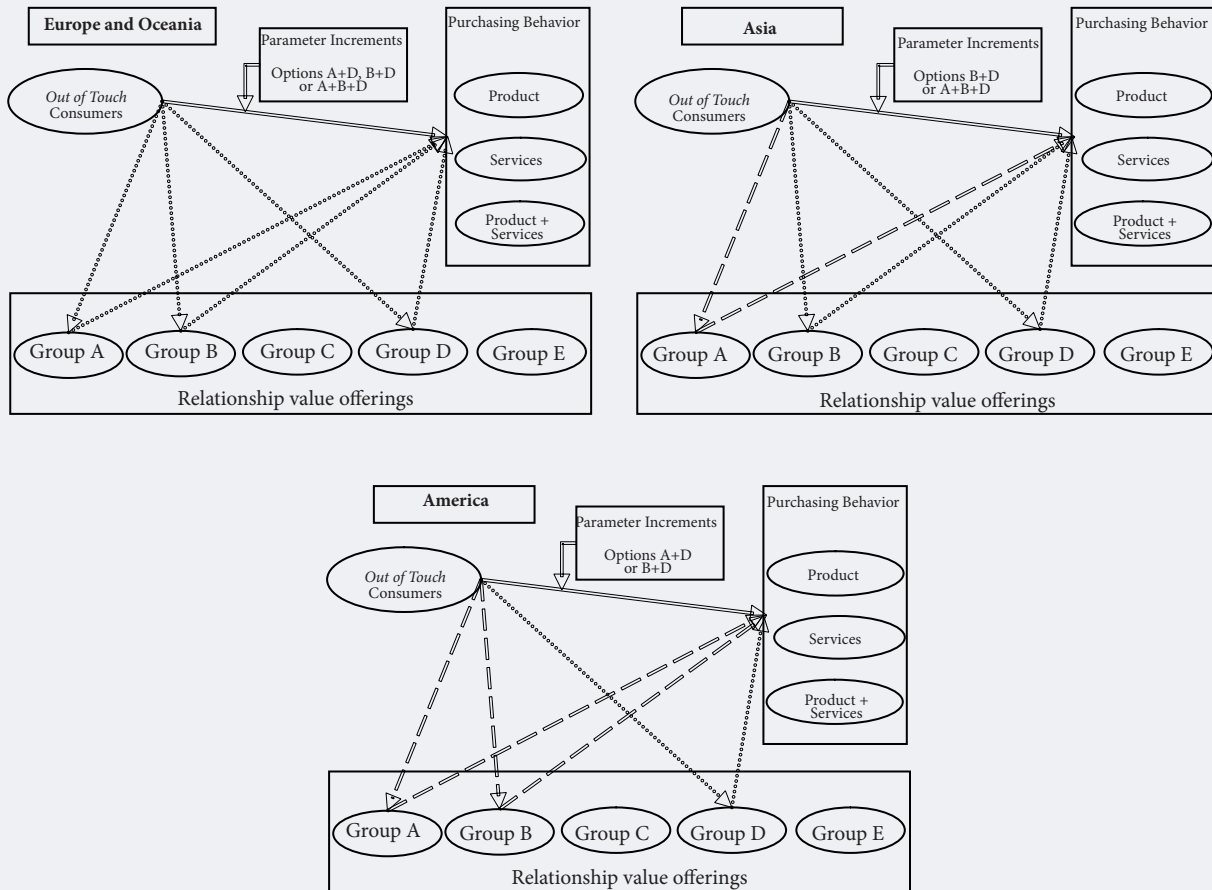 Europe and Oceania
Parameter Increments
Options A+D, B+D
or A+B+D
Purchasing Behavior
Out of Touch
Consumers
Product
Services
Product +
Services
Group A
Group B
Group C
Group D
Group E
Relationship value offerings
Asia
Parameter Increments
Options B+D
or A+B+D
Purchasing Behavior
Out of Touch
Consumers
Product
Services
Product +
Services
Group A
Group B
Group C
Group D
Group E
Relationship value offerings
America
Parameter Increments
Options A+D
or B+D
Purchasing Behavior
Out of Touch
Consumers
Product
Services
Product +
Services
Group A
Group B
Group C
Group D
Group E
Relationship value offerings